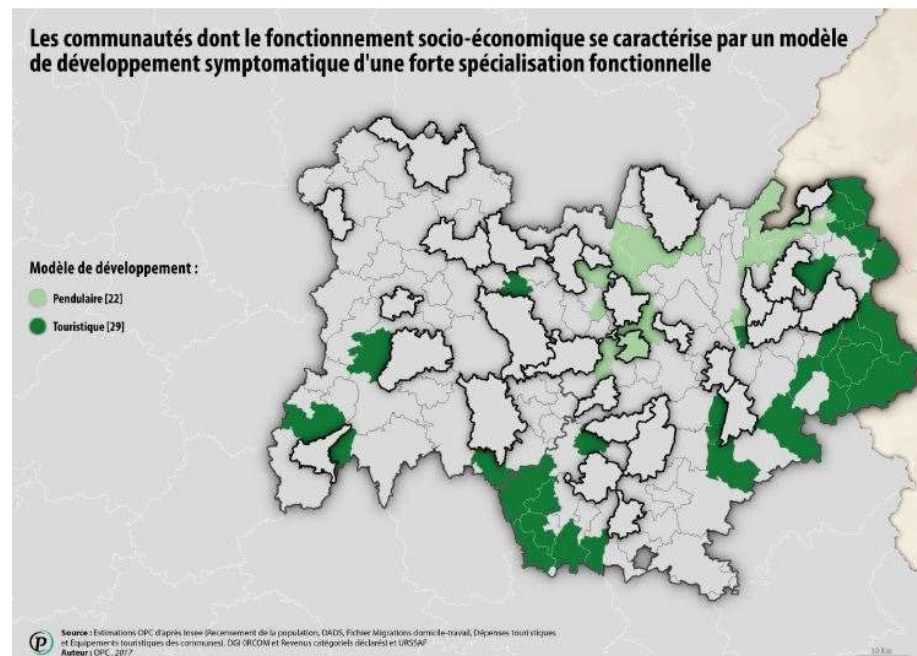 Les communautés dont le fonctionnement socio-économique se caractérise par un modèle
de développement symptomatique d'une forte spécialisation fonctionnelle
Modèle de développement :
Pendulaire [22]
Touristique [29]
P
Source : Estimations OPC d'après Insee (Recensement de la population, DADS, Fichier Migrations domicile-travail, Dépenses touristiques
et Equipements touristiques des communes), DGI (IRCOM et Revenus catégoriels déclarés) et URSSAF
Auteur : OPC, 2017
30 Km